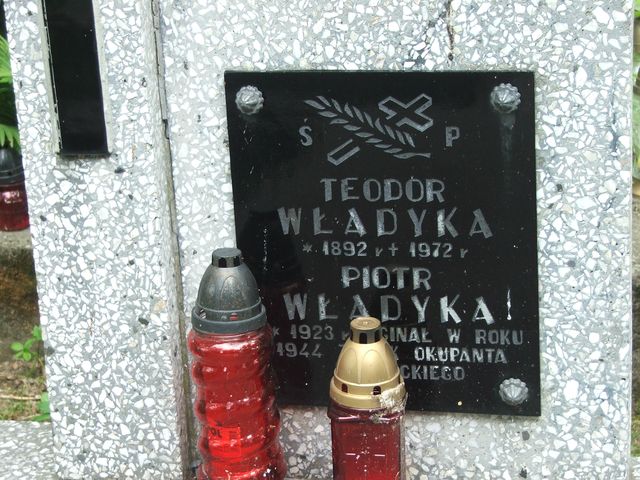 Ś P
TEODOR
WŁADYKA
* 1892 r + 1972 r
PIOTR
WŁADYKA
* 1923 r W ROKU
1944 OKUPANTA